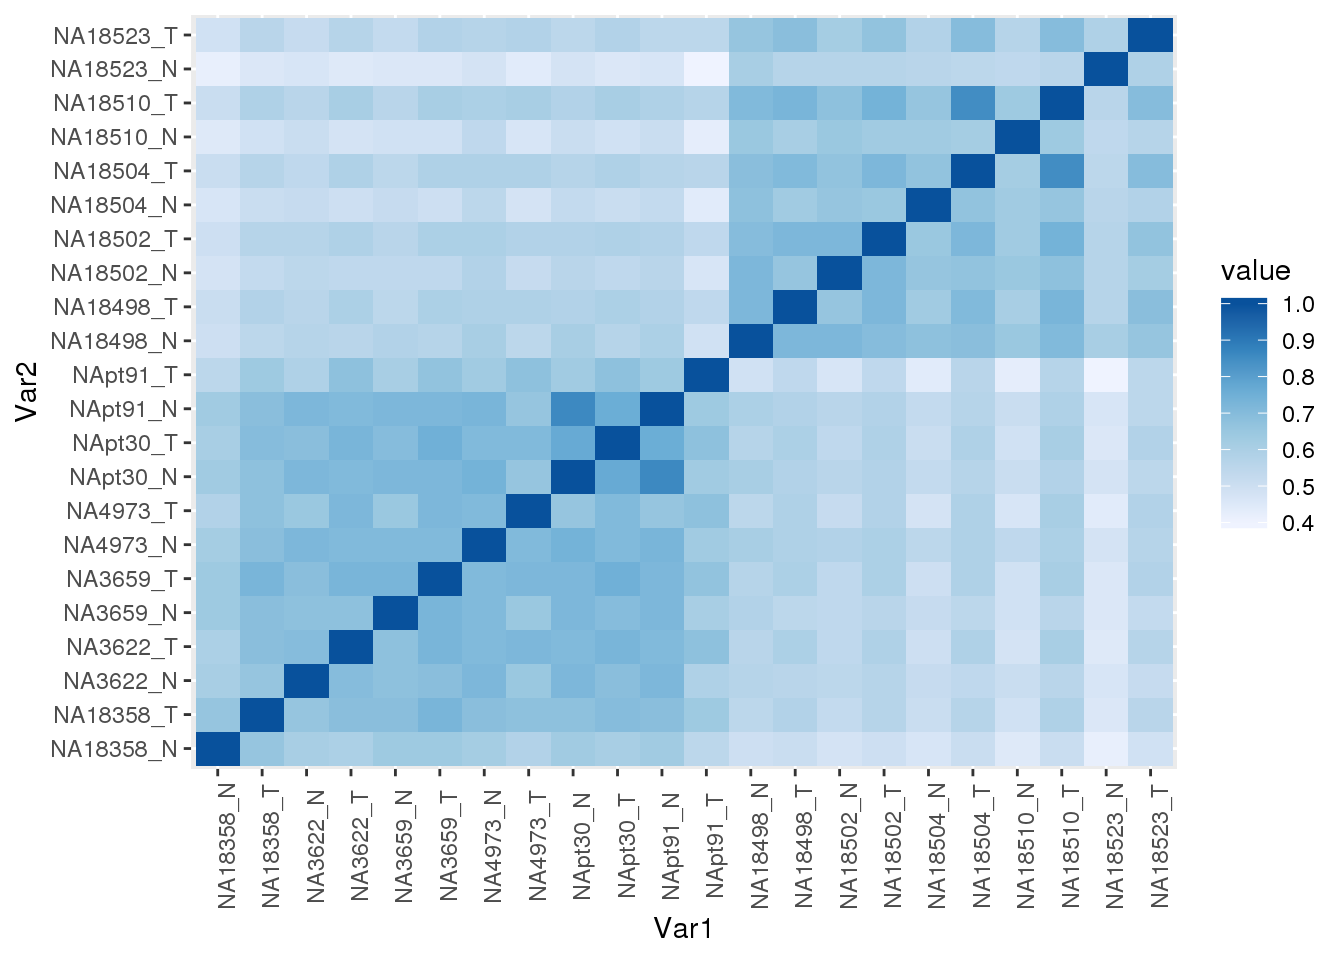 NA18523_T
NA18523_N
NA18510_T
NA18510_N
NA18504_T
NA18504_N
NA18502_T
NA18502_N
NA18498_T
NA18498_N
NApt91_T
NApt91_N
NApt30_T
NApt30_N
NA4973_T
NA4973_N
NA3659_T
NA3659_N
NA3622_T
NA3622_N
NA18358_T
NA18358_N
Var2
NA18358_N
NA18358_T
NA3622_N
NA3622_T
NA3659_N
NA3659_T
NA4973_N
NA4973_T
NApt30_N
NApt30_T
NApt91_N
NApt91_T
NA18498_N
NA18498_T
NA18502_N
NA18502_T
NA18504_N
NA18504_T
NA18510_N
NA18510_T
NA18523_N
NA18523_T
Var1
value
1.0
0.9
0.8
0.7
0.6
0.5
0.4